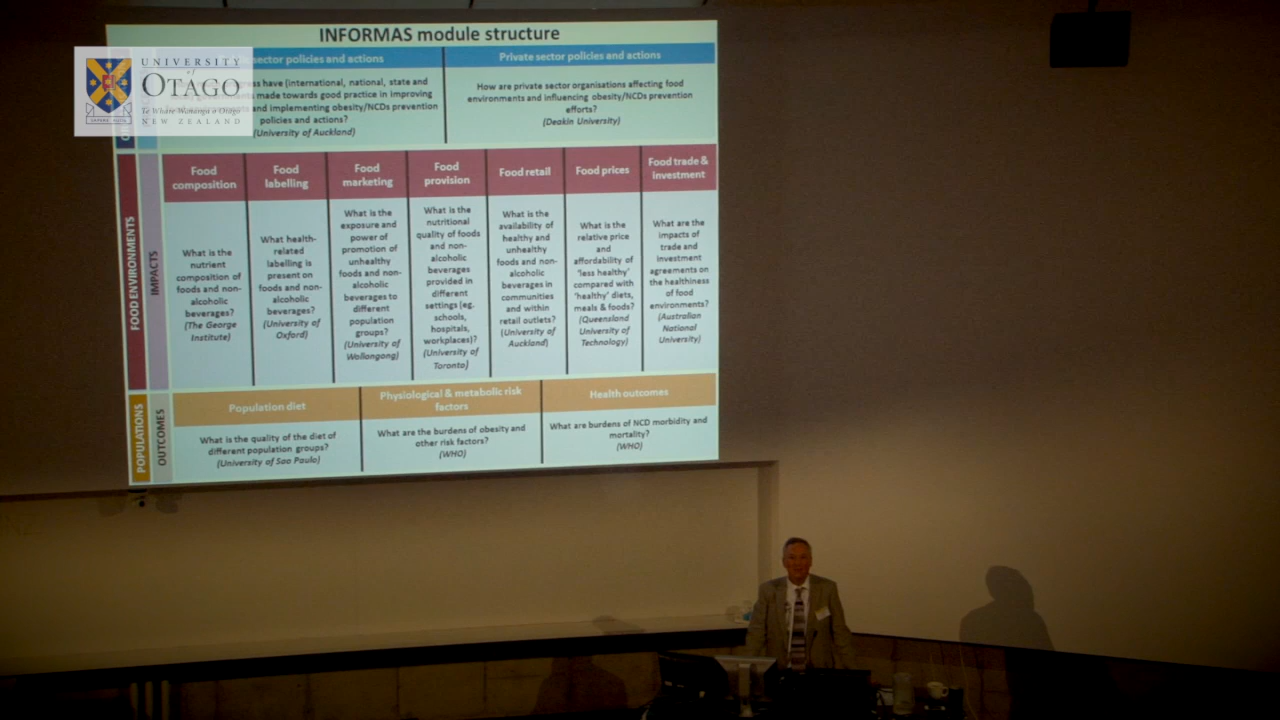 INFORMAS module structure
UNIVERSITY
of
OTAGO
Te Whare Wānanga o Otāgo
NEW ZEALAND
sector policies and actions
have (international, national, state and
made towards good practice in improving
and implementing obesity/NCDs prevention
policies and actions?
(University of Auckland)
Private sector policies and actions
How are private sector organisations affecting food
environments and influencing obesity/NCDs prevention
efforts?
(Deakin University)
FOOD ENVIRONMENTS
IMPACTS
Food
composition
What is the
nutrient
composition of
foods and non-
alcoholic
beverages?
(The George
Institute)
Food
labelling
What health-
related
labelling is
present on
foods and non-
alcoholic
beverages?
(University of
Oxford)
Food
marketing
What is the
exposure and
power of
promotion of
unhealthy
foods and non-
alcoholic
beverages to
different
population
groups?
(University of
Wollongong)
Food
provision
What is the
nutritional
quality of foods
and non-
alcoholic
beverages
provided in
different
settings (eg.
schools,
hospitals,
workplaces)?
(University of
Toronto)
Food retail
What is the
availability of
healthy and
unhealthy
foods and non-
alcoholic
beverages in
communities
and within
retail outlets?
(University of
Auckland)
Food prices
What is the
relative price
and
affordability of
'less healthy'
compared with
'healthy' diets,
meals & foods?
(Queensland
University of
Technology)
Food trade &
investment
What are the
impacts of
trade and
investment
agreements on
the healthiness
of food
environments?
(Australian
National
University)
POPULATIONS
OUTCOMES
Population diet
What is the quality of the diet of
different population groups?
(University of Sao Paulo)
Physiological & metabolic risk
factors
What are the burdens of obesity and
other risk factors?
(WHO)
Health outcomes
What are burdens of NCD morbidity and
mortality?
(WHO)